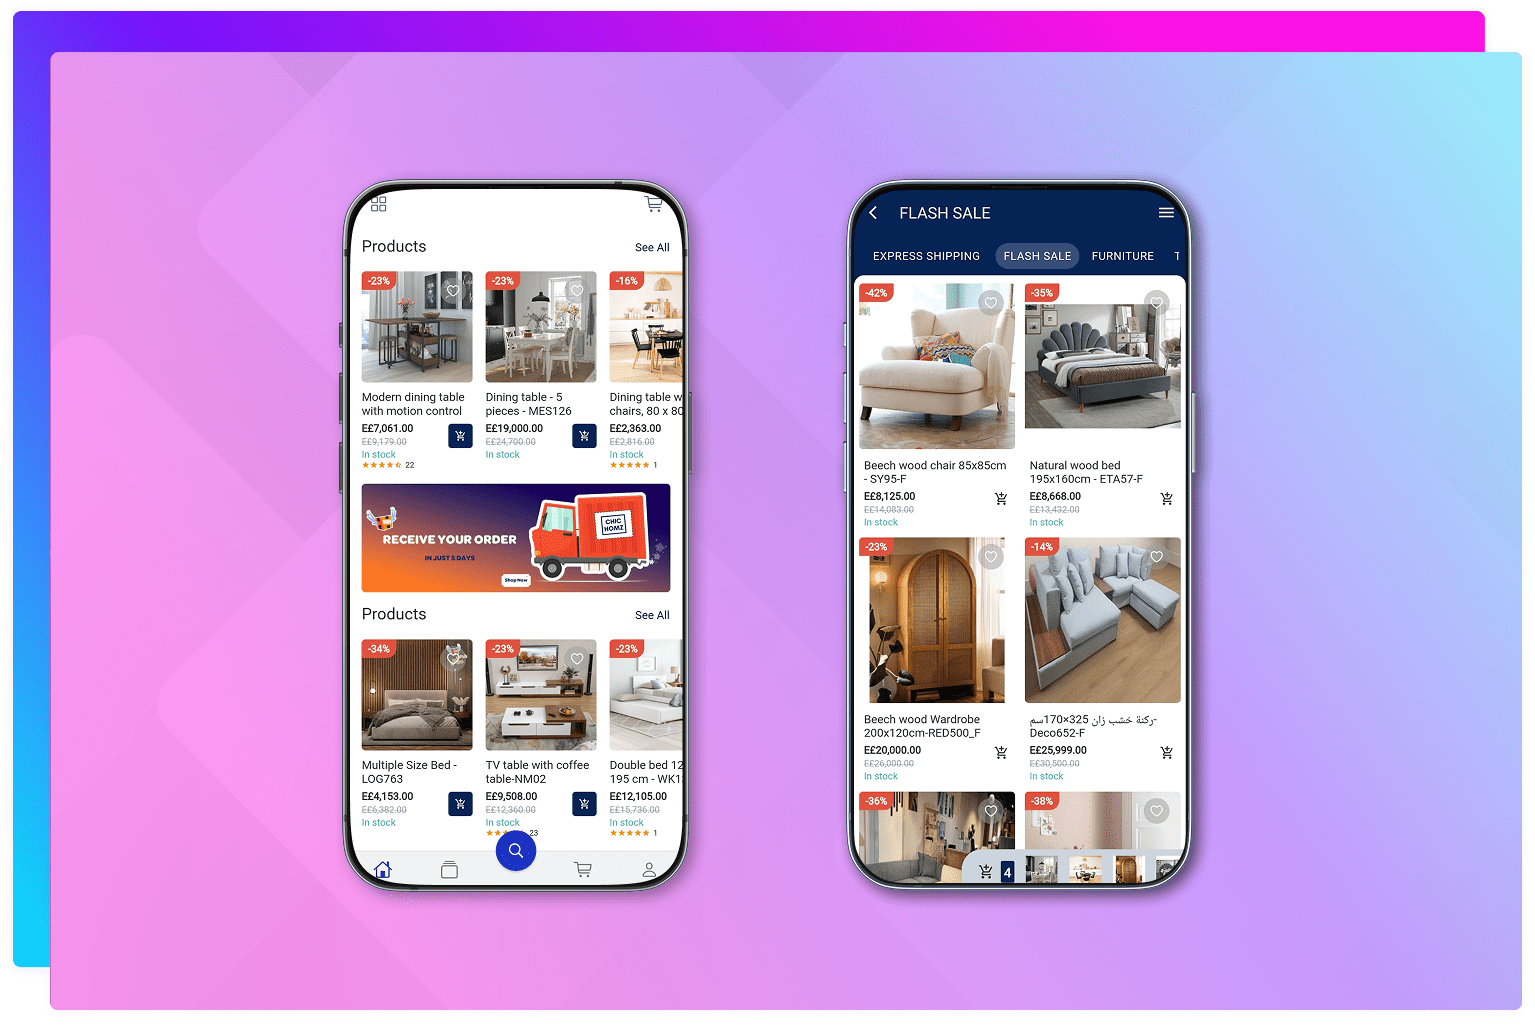 Products
See All
-23%
-23%
-16%
Modern dining table
with motion control
E£7,061.00
E£9,179.00
In stock
22
Dining table - 5
pieces - MES126
E£19,000.00
E£24,700.00
In stock
Dining table w
chairs, 80 x 80
E£2,363.00
E£2,816.00
In stock
1
RECEIVE YOUR ORDER
IN JUST 5 DAYS
Shop Now
CHIC
HOMZ
Products
See All
-34%
-23%
-23%
Multiple Size Bed -
LOG763
E£4,153.00
E£6,382.00
In stock
TV table with coffee
table-NM02
E£9,508.00
E£12,360.00
In stock
23
Double bed 12
195 cm - WK1
E£12,105.00
E£15,736.00
In stock
1
FLASH SALE
EXPRESS SHIPPING
FLASH SALE
FURNITURE
T
-42%
-35%
Beech wood chair 85x85cm
- SY95-F
E£8,125.00
E£14,083.00
In stock
Natural wood bed
195x160cm - ETA57-F
E£8,668.00
E£13,432.00
In stock
-23%
-14%
Beech wood Wardrobe
200x120cm-RED500_F
E£20,000.00
E£26,000.00
In stock
ركنة خشب زان 325×170سم-
Deco652-F
E£25,999.00
E£30,500.00
In stock
-36%
-38%
4